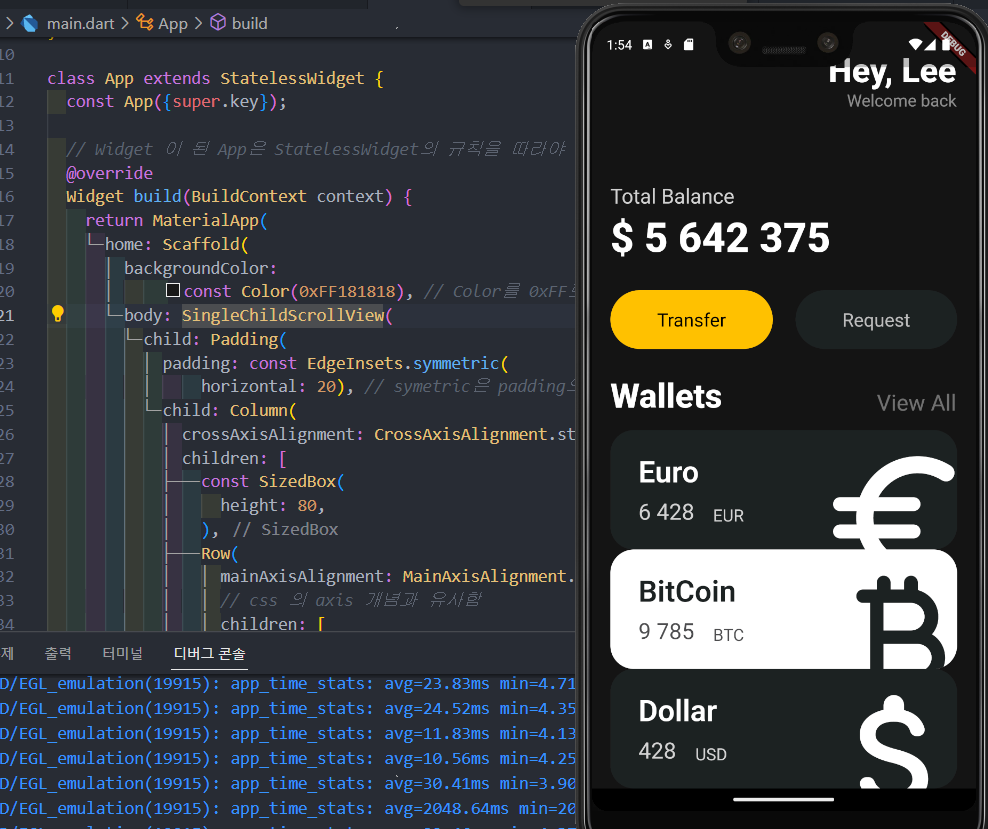 main.dart > App > build
10
11 class App extends StatelessWidget {
12 const App({super.key});
13
14 // Widget 이 된 App은 StatelessWidget의 규칙을 따라야
15 @override
16 Widget build(BuildContext context) {
17 return MaterialApp(
18 home: Scaffold(
19 backgroundColor:
20 const Color(0xFF181818), // Color를 0xFF로
21 body: SingleChildScrollView(
22 child: Padding(
23 padding: const EdgeInsets.symmetric(
24 horizontal: 20), // symetric은 padding의
25 child: Column(
26 crossAxisAlignment: CrossAxisAlignment.st
27 children: [
28 const SizedBox(
29 height: 80,
30 ), // SizedBox
31 Row(
32 mainAxisAlignment: MainAxisAlignment.
33 // css 의 axis 개념과 유사함
34 children: [
제 출력 터미널 디버그 콘솔
D/EGL_emulation(19915): app_time_stats: avg=23.83ms min=4.71
D/EGL_emulation(19915): app_time_stats: avg=24.52ms min=4.35
D/EGL_emulation(19915): app_time_stats: avg=11.83ms min=4.13
D/EGL_emulation(19915): app_time_stats: avg=10.56ms min=4.25
D/EGL_emulation(19915): app_time_stats: avg=30.41ms min=3.90
D/EGL_emulation(19915): app_time_stats: avg=2048.64ms min=20
1:54
DEBUG
Hey, Lee
Welcome back
Total Balance
$ 5 642 375
Transfer Request
Wallets View All
Euro
6 428 EUR
€
BitCoin
9 785 BTC
Dollar
428 USD
$